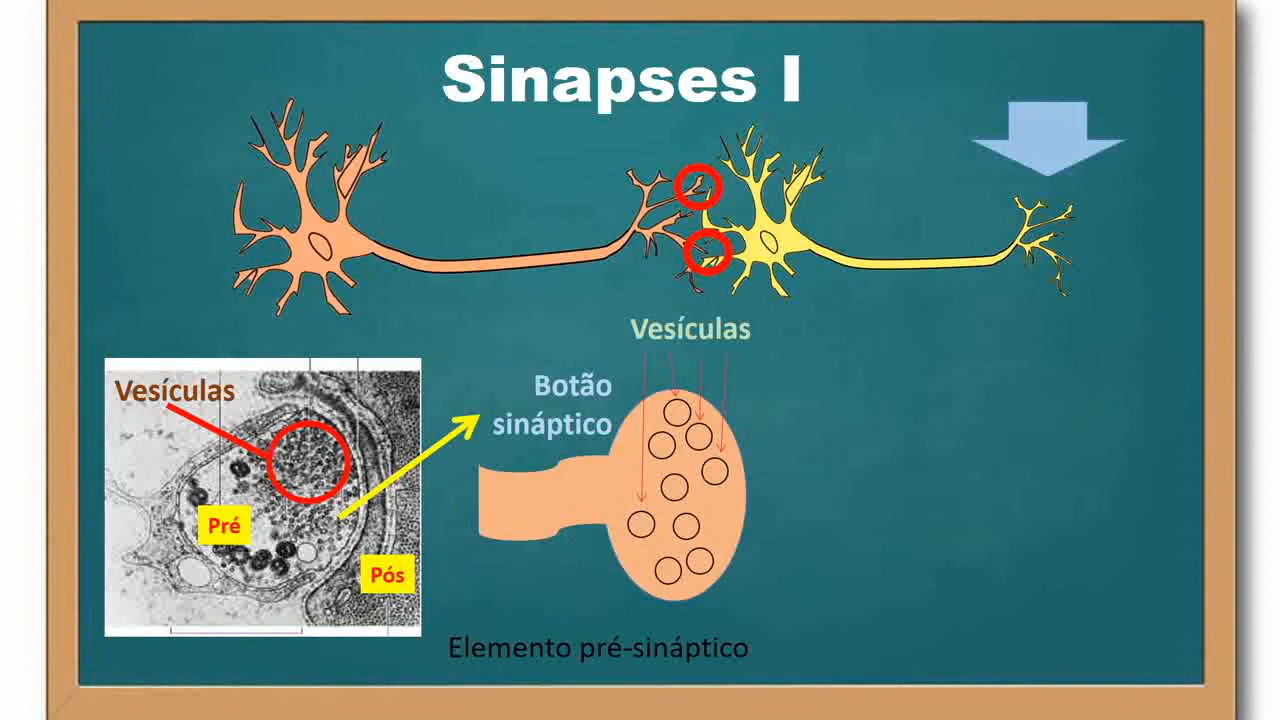 Sinapses I
Vesículas
Botão
sináptico
Vesículas
Pré
Pós
Elemento pré-sináptico